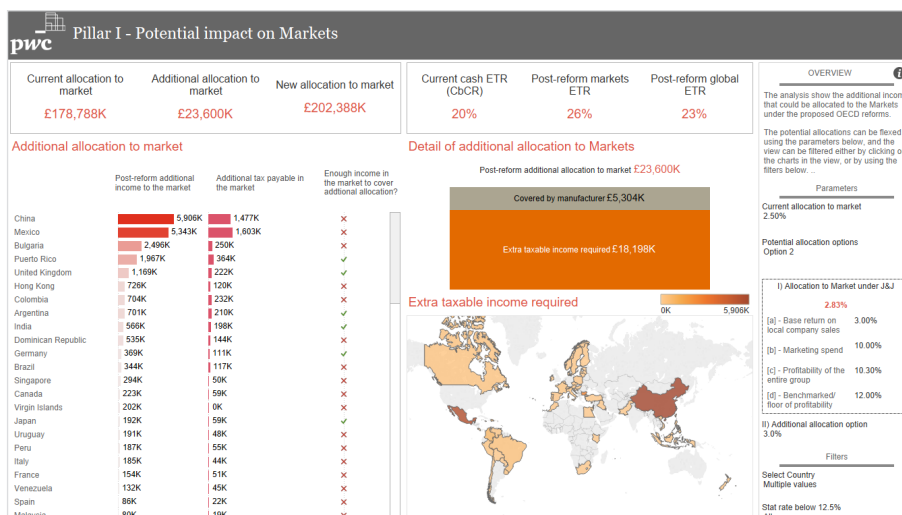 pwc
Pillar I - Potential impact on Markets
Current allocation to
market
£178,788K
Additional allocation to
market
£23,600K
New allocation to market
£202,388K
Current cash ETR
(CbCR)
20%
Post-reform markets
ETR
26%
Post-reform global
ETR
23%
OVERVIEW
i
The analysis show the additional incom
that could be allocated to the Markets
under the proposed OECD reforms.
The potential allocations can be flexed
using the parameters below, and the
view can be filtered either by clicking o
the charts in the view, or by using the
filters below. ..
Parameters
Current allocation to market
2.50%
Potential allocation options
Option 2
I) Allocation to Market under J&J
2.83%
[a] - Base return on
local company sales
3.00%
[b] - Marketing spend
10.00%
[c] - Profitability of the
entire group
10.30%
[d] - Benchmarked/
floor of profitability
12.00%
II) Additional allocation option
3.0%
Filters
Select Country
Multiple values
Stat rate below 12.5%
Additional allocation to market
Post-reform additional
income to the market
Additional tax payable in
the market
Enough income in
the market to cover
addtional allocation?
China 5,906K 1,477K ×
Mexico 5,343K 1,603K ×
Bulgaria 2,496K 250K ×
Puerto Rico 1,967K 364K ✓
United Kingdom 1,169K 222K ✓
Hong Kong 726K 120K ×
Colombia 704K 232K ×
Argentina 701K 210K ✓
India 566K 198K ✓
Dominican Republic 535K 144K ×
Germany 369K 111K ✓
Brazil 344K 117K ×
Singapore 294K 50K ×
Canada 223K 59K ×
Virgin Islands 202K 0K ×
Japan 192K 59K ✓
Uruguay 191K 48K ×
Peru 187K 55K ×
Italy 185K 44K ×
France 154K 51K ×
Venezuela 132K 45K ×
Spain 86K 22K ×
Malaysia 80K 19K ×
Detail of additional allocation to Markets
Post-reform additional allocation to market £23,600K
Covered by manufacturer £5,304K
Extra taxable income required £18,198K
Extra taxable income required
0K 5,906K